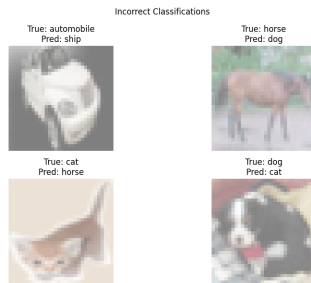 Incorrect Classifications
True: automobile
Pred: ship
True: horse
Pred: dog
True: cat
Pred: horse
True: dog
Pred: cat